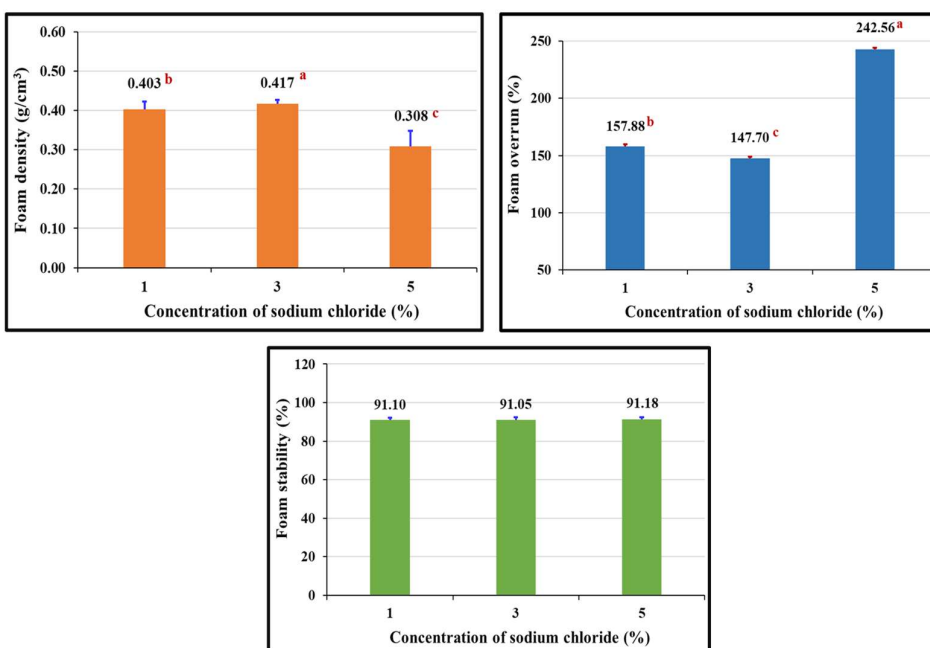 0.60
0.50
0.40
0.30
0.20
0.10
0.00
Foam density (g/cm³)
0.403 b
0.417 a
0.308 c
1 3 5
Concentration of sodium chloride (%)
250
200
150
100
50
Foam overrun (%)
157.88 b
147.70 c
242.56 a
1 3 5
Concentration of sodium chloride (%)
120
100
80
60
40
20
0
Foam stability (%)
91.10 91.05 91.18
1 3 5
Concentration of sodium chloride (%)